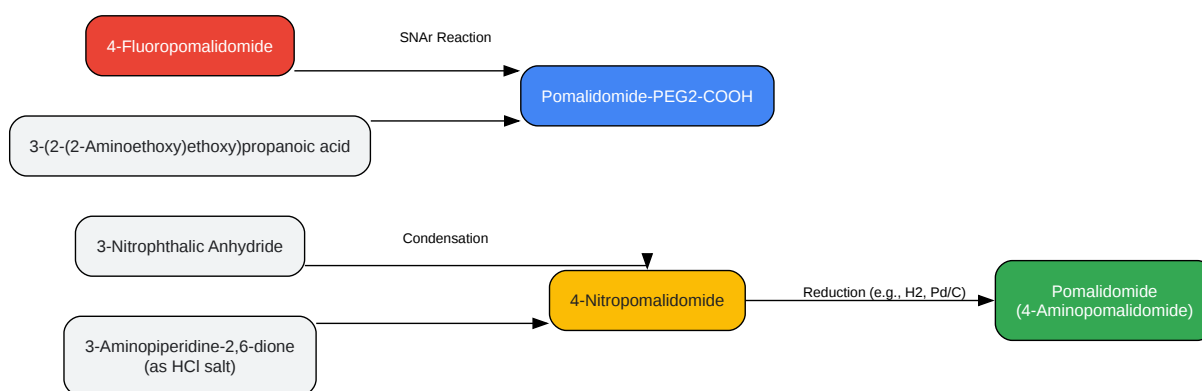 4-Fluoropomalidomide
SNAr Reaction
Pomalidomide-PEG2-COOH
3-(2-(2-Aminoethoxy)ethoxy)propanoic acid
3-Nitrophthalic Anhydride
Condensation
4-Nitropomalidomide
Reduction (e.g., H2, Pd/C)
Pomalidomide
(4-Aminopomalidomide)
3-Aminopiperidine-2,6-dione
(as HCl salt)